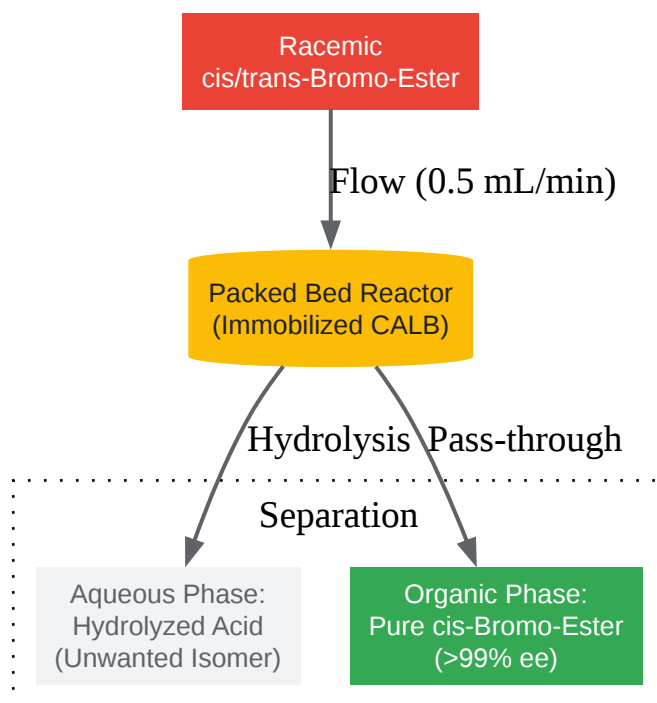 Racemic
cis/trans-Bromo-Ester
Flow (0.5 mL/min)
Packed Bed Reactor
(Immobilized CALB)
Hydrolysis
Pass-through
Separation
Aqueous Phase:
Hydrolyzed Acid
(Unwanted Isomer)
Organic Phase:
Pure cis-Bromo-Ester
(>99% ee)